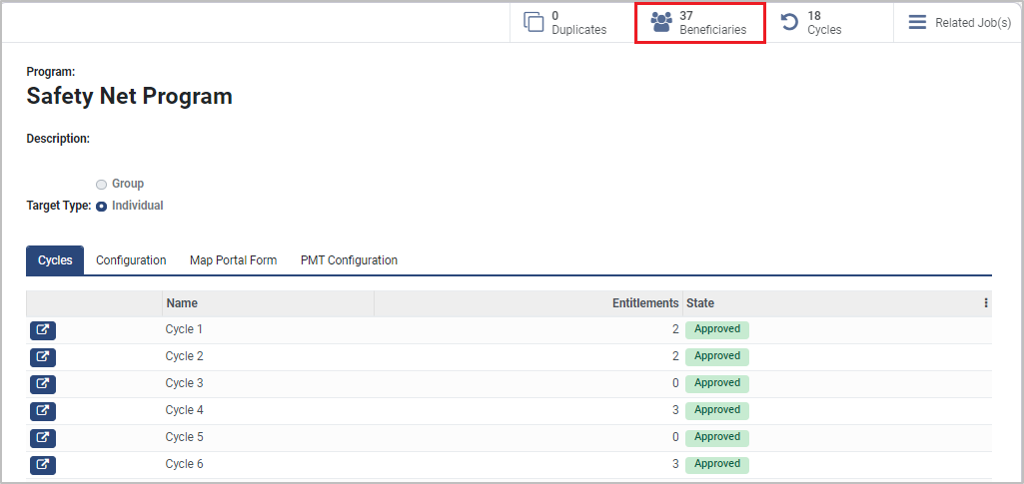 0 Duplicates
37 Beneficiaries
18 Cycles
Related Job(s)
Program:
Safety Net Program
Description:
Group
Target Type: Individual
Cycles Configuration Map Portal Form PMT Configuration
Name Entitlements State
Cycle 1 2 Approved
Cycle 2 2 Approved
Cycle 3 0 Approved
Cycle 4 3 Approved
Cycle 5 0 Approved
Cycle 6 3 Approved